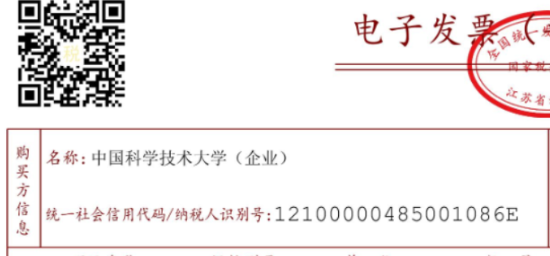 电子发票（
全国统一发
国家税
江苏省
购买方信息
名称：中国科学技术大学（企业）
统一社会信用代码/纳税人识别号：12100000485001086E